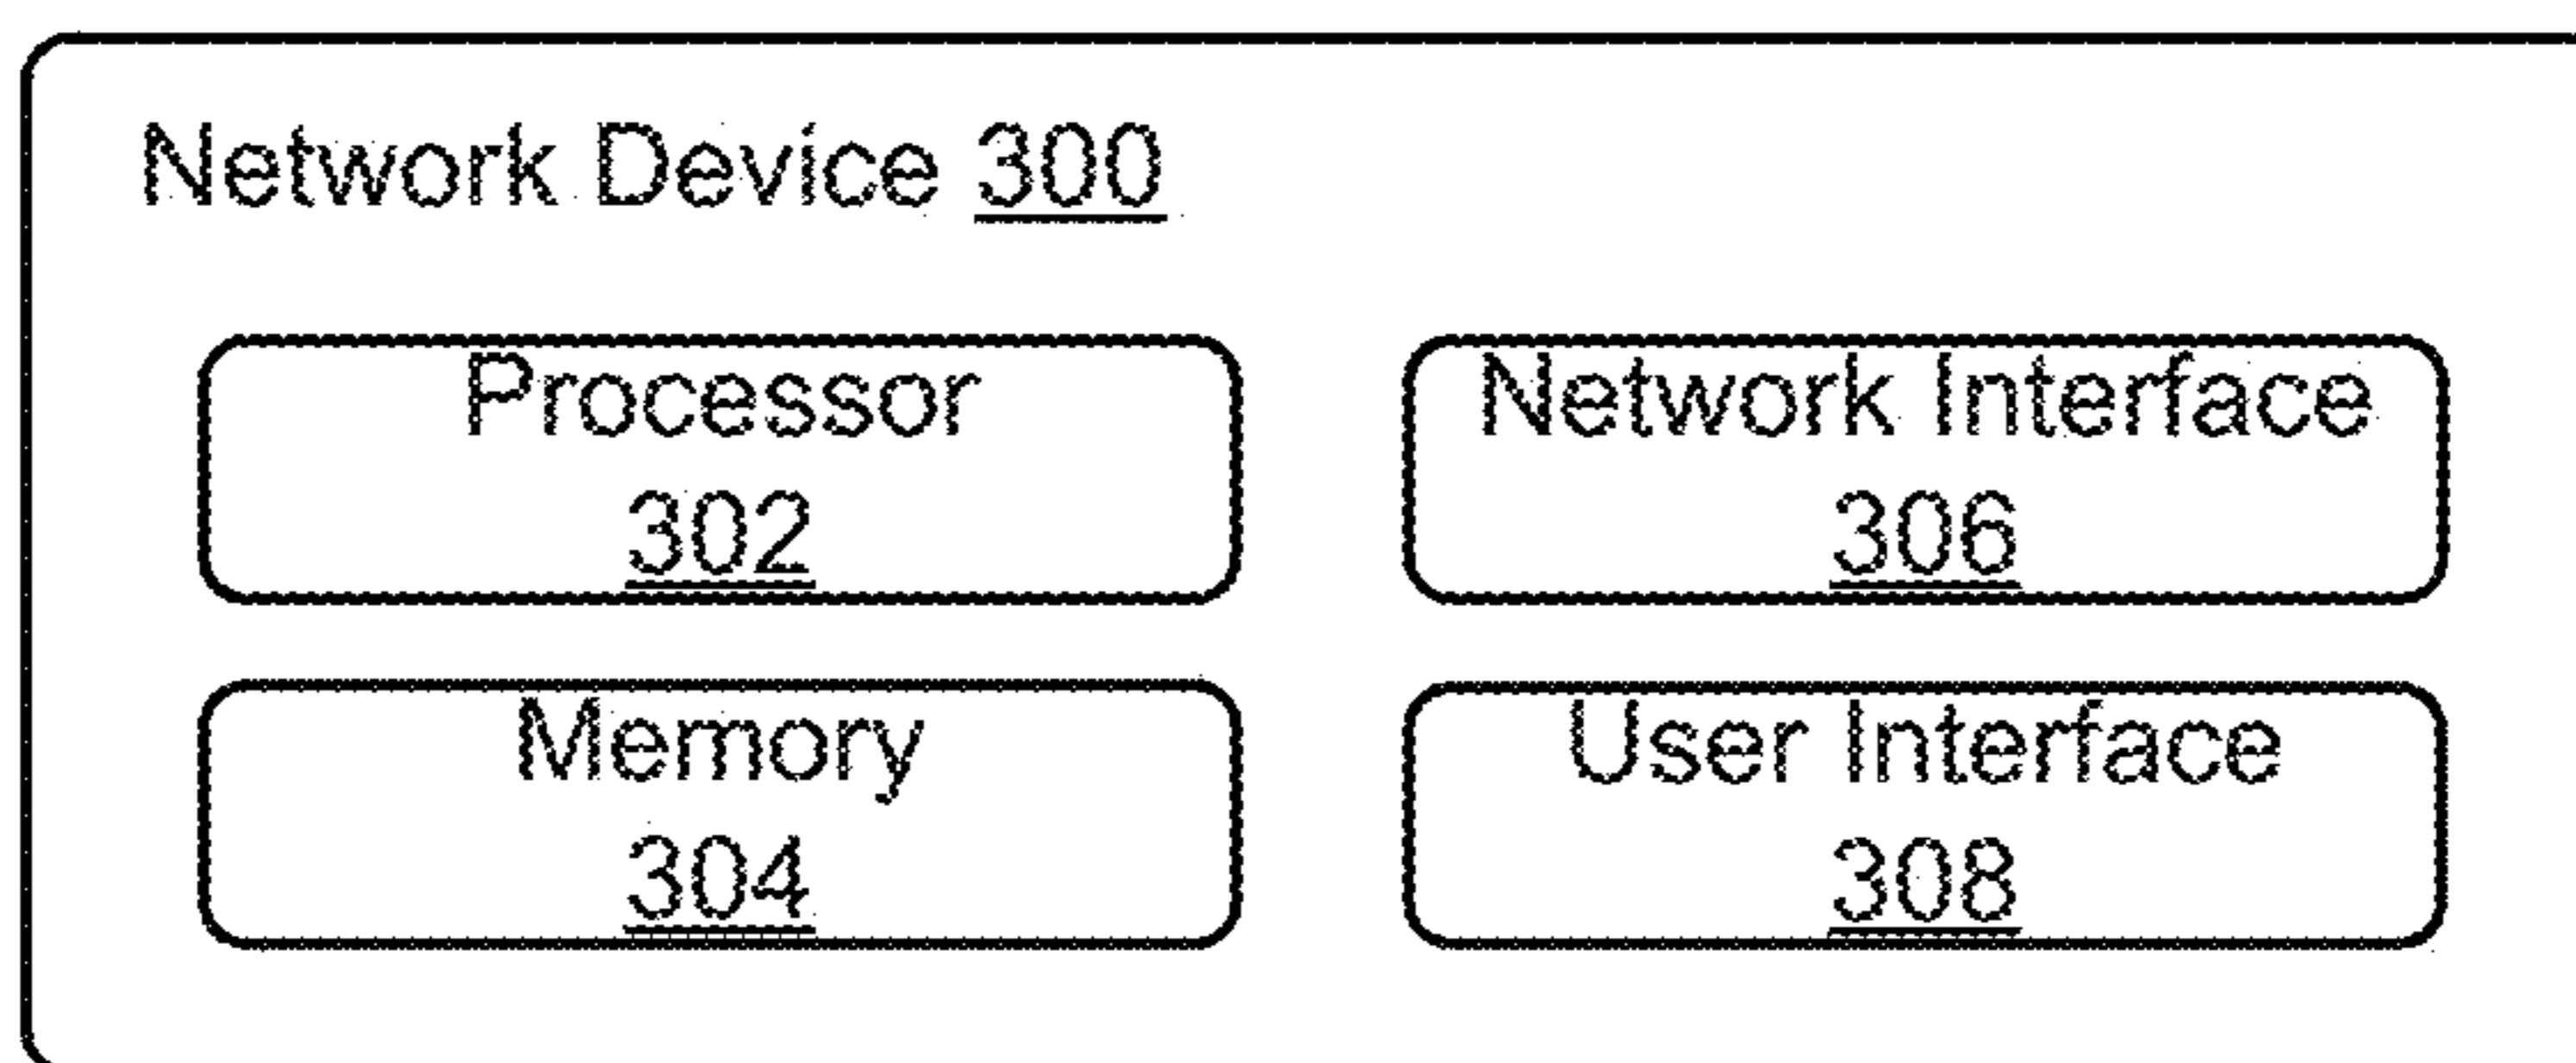 Network Device 300
Processor
302
Network Interface
306
Memory
304
User Interface
308